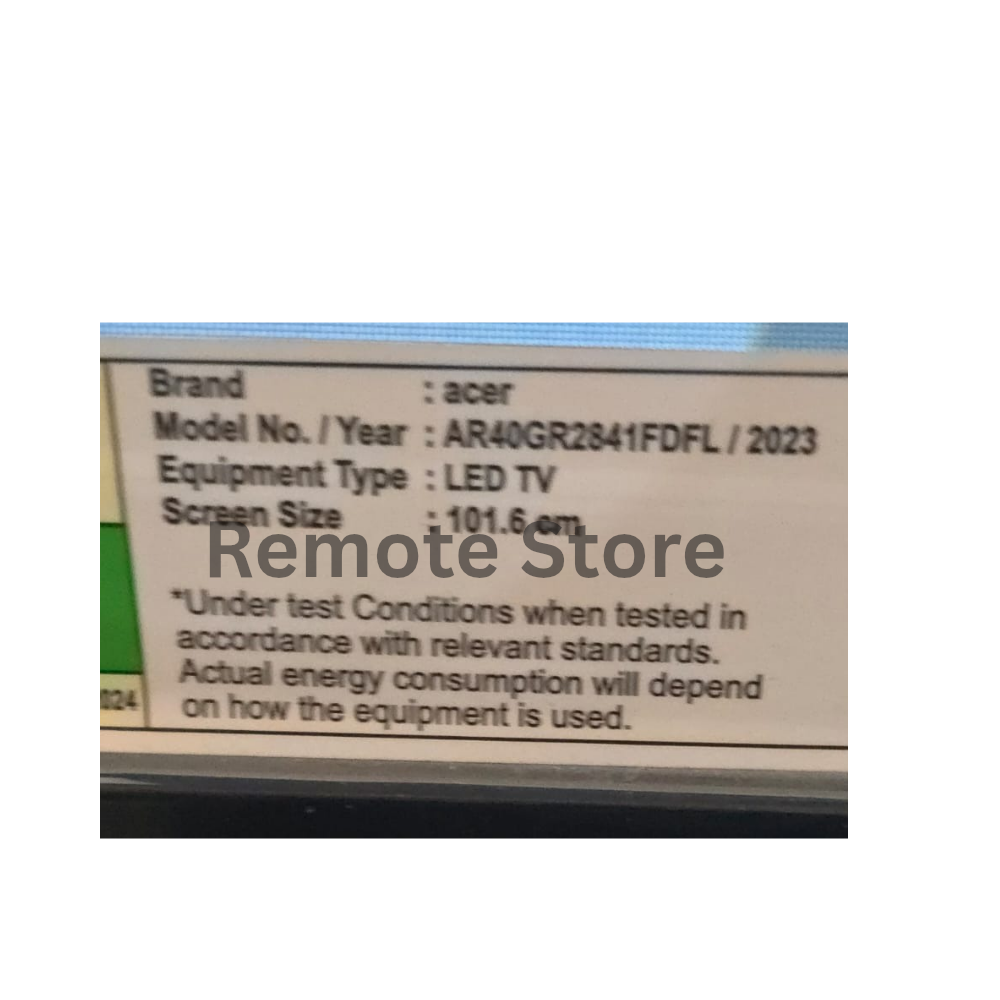 Brand : acer
Model No. / Year : AR40GR2841FDFL / 2023
Equipment Type : LED TV
Screen Size : 101.6 cm
Remote Store
*Under test Conditions when tested in
accordance with relevant standards.
Actual energy consumption will depend
on how the equipment is used.
024